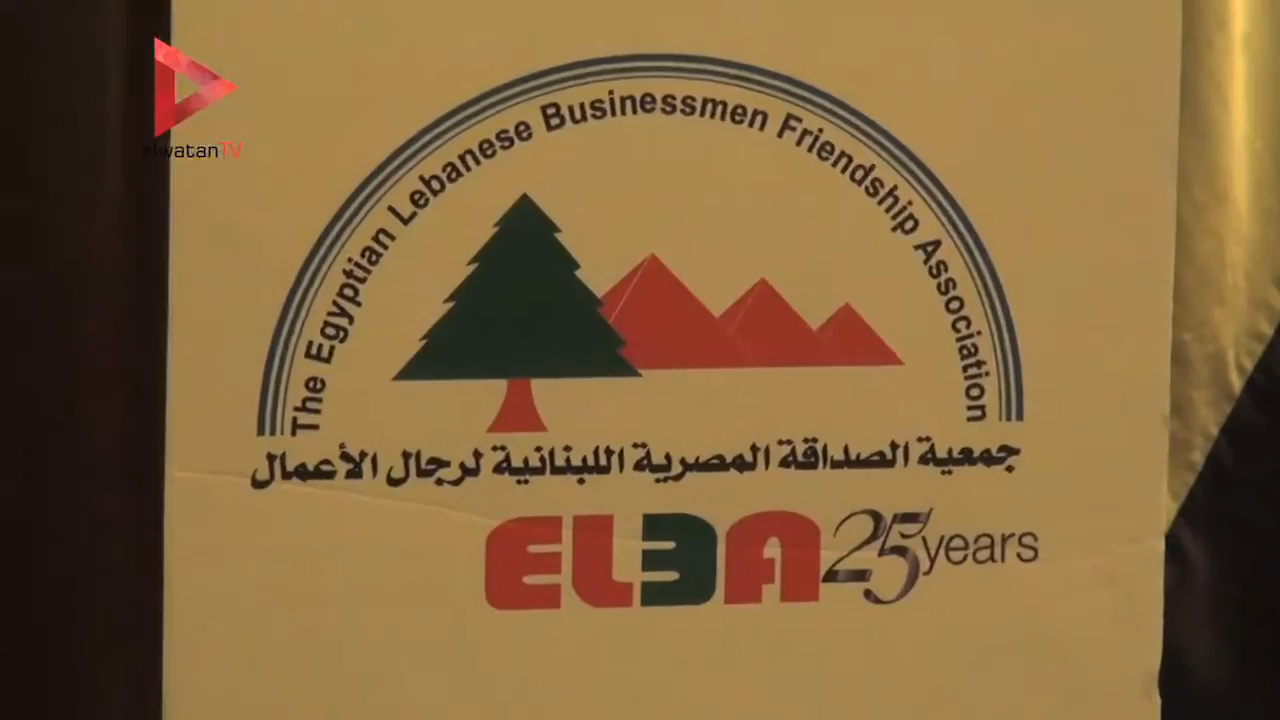 elwatanTV
The Egyptian Lebanese Businessmen Friendship Association
جمعية الصداقة المصرية اللبنانية لرجال الأعمال
ELBA 25 years